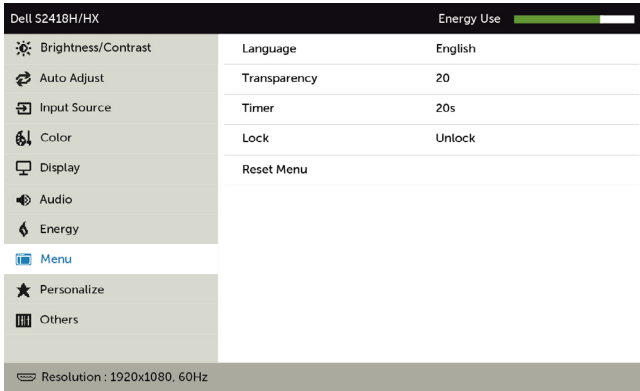 Dell S2418H/HX Energy Use
Brightness/Contrast Language English
Auto Adjust Transparency 20
Input Source Timer 20s
Color Lock Unlock
Display Reset Menu
Audio
Energy
Menu
Personalize
Others
Resolution : 1920x1080, 60Hz